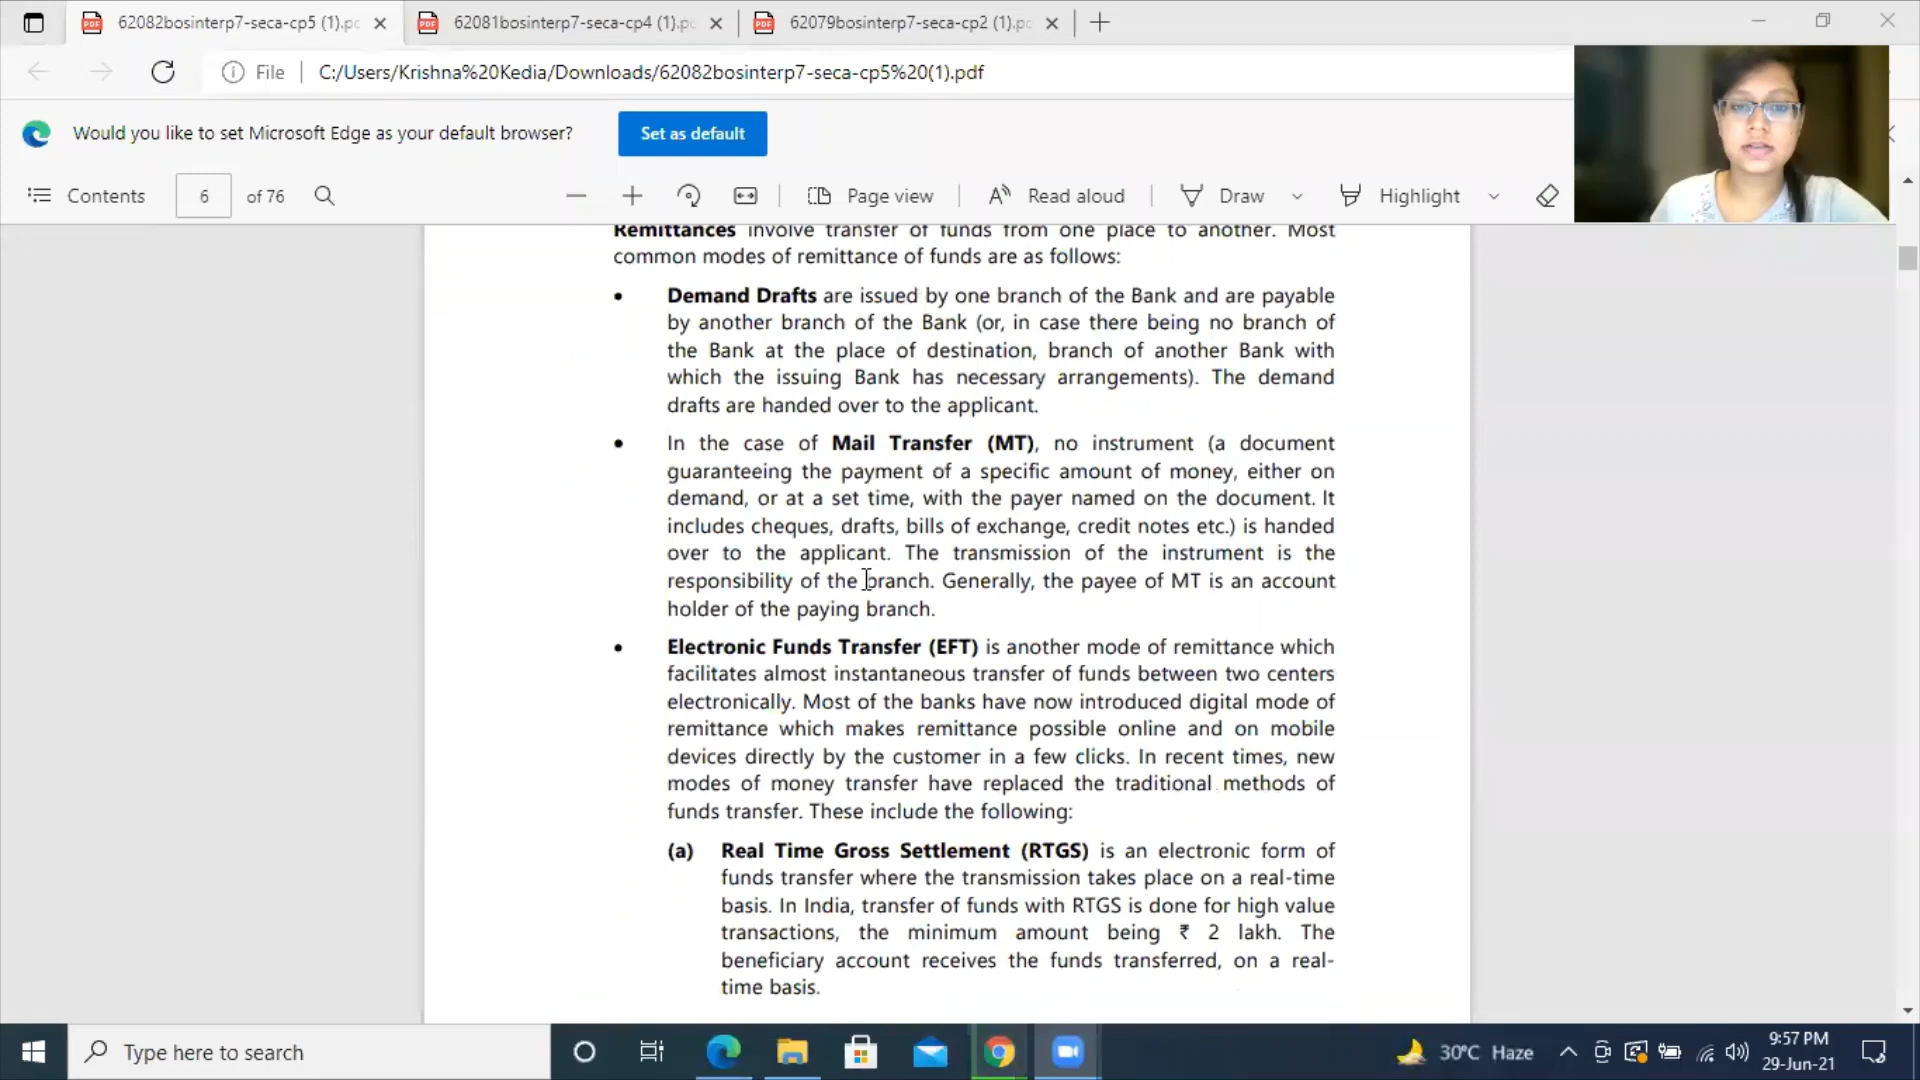 62082bosinterp7-seca-cp5 (1).pc
62081bosinterp7-seca-cp4 (1).pc
62079bosinterp7-seca-cp2 (1).pc
File
C:/Users/Krishna%20Kedia/Downloads/62082bosinterp7-seca-cp5%20(1).pdf
Would you like to set Microsoft Edge as your default browser?
Set as default
Contents
6
of 76
Page view
Read aloud
Draw
Highlight
Remittances involve transfer of funds from one place to another. Most
common modes of remittance of funds are as follows:
• Demand Drafts are issued by one branch of the Bank and are payable
by another branch of the Bank (or, in case there being no branch of
the Bank at the place of destination, branch of another Bank with
which the issuing Bank has necessary arrangements). The demand
drafts are handed over to the applicant.
• In the case of Mail Transfer (MT), no instrument (a document
guaranteeing the payment of a specific amount of money, either on
demand, or at a set time, with the payer named on the document. It
includes cheques, drafts, bills of exchange, credit notes etc.) is handed
over to the applicant. The transmission of the instrument is the
responsibility of the branch. Generally, the payee of MT is an account
holder of the paying branch.
• Electronic Funds Transfer (EFT) is another mode of remittance which
facilitates almost instantaneous transfer of funds between two centers
electronically. Most of the banks have now introduced digital mode of
remittance which makes remittance possible online and on mobile
devices directly by the customer in a few clicks. In recent times, new
modes of money transfer have replaced the traditional methods of
funds transfer. These include the following:
(a) Real Time Gross Settlement (RTGS) is an electronic form of
funds transfer where the transmission takes place on a real-time
basis. In India, transfer of funds with RTGS is done for high value
transactions, the minimum amount being ₹ 2 lakh. The
beneficiary account receives the funds transferred, on a real-
time basis.
Type here to search
30°C Haze
9:57 PM
29-Jun-21